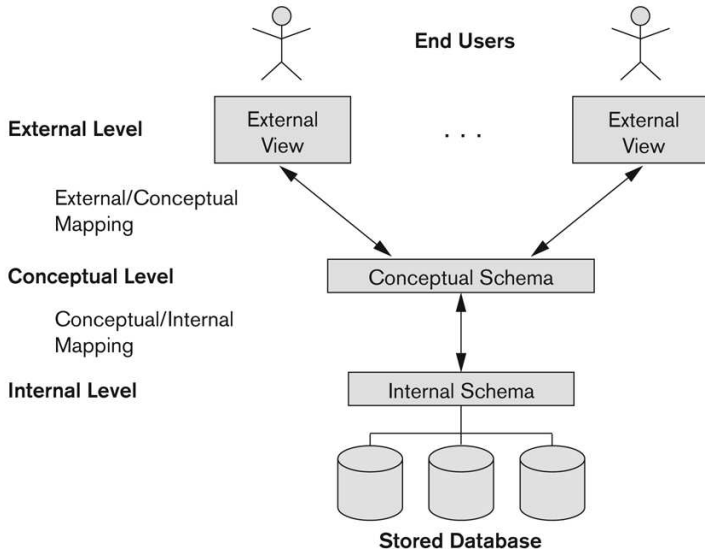 End Users
External Level
External
View
. . .
External
View
External/Conceptual
Mapping
Conceptual Level
Conceptual Schema
Conceptual/Internal
Mapping
Internal Level
Internal Schema
Stored Database